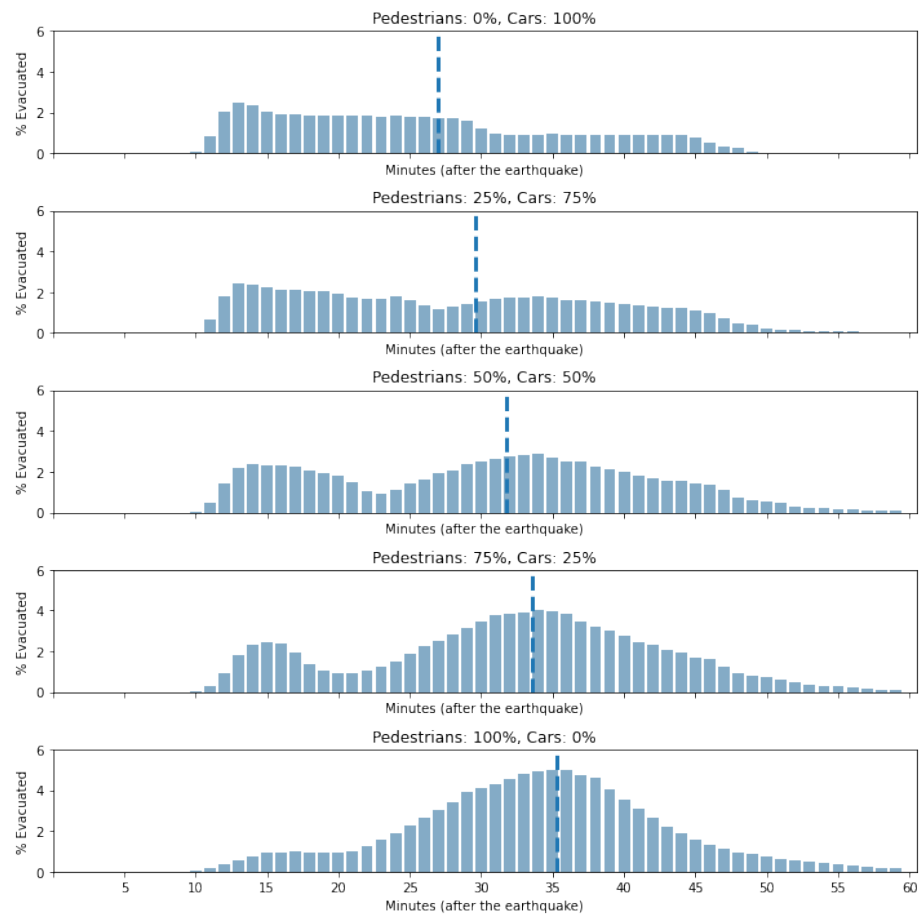 Pedestrians: 0%, Cars: 100%
6
4
2
0
% Evacuated
Minutes (after the earthquake)
Pedestrians: 25%, Cars: 75%
6
4
2
0
% Evacuated
Minutes (after the earthquake)
Pedestrians: 50%, Cars: 50%
6
4
2
0
% Evacuated
Minutes (after the earthquake)
Pedestrians: 75%, Cars: 25%
6
4
2
0
% Evacuated
Minutes (after the earthquake)
Pedestrians: 100%, Cars: 0%
6
4
2
0
% Evacuated
5 10 15 20 25 30 35 40 45 50 55 60
Minutes (after the earthquake)